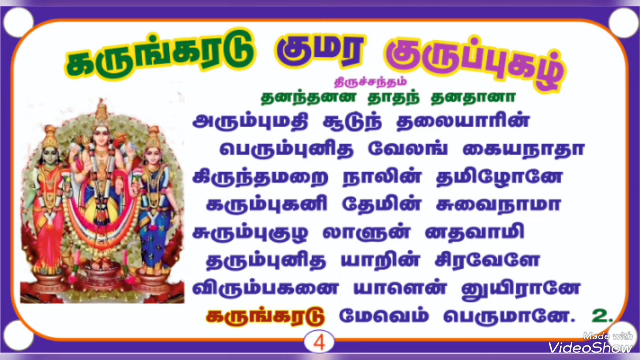 கருங்கரடு குமர குருப்புகழ்
திருச்சந்தம்
தனந்தனன தாதந் தனதானா
அரும்புமதி சூடுந் தலையாரின்
பெரும்புனித வேலங் கையநாதா
கிருந்தமறை நாலின் தமிழோனே
கரும்புகனி தேமின் சுவைநாமா
சுரும்புகுழ லாளுன் னதவாமி
தரும்புனித யாறின் சிரவேளே
விரும்பகனை யாளென் னுயிரானே
கருங்கரடு மேவெம் பெருமானே. 2.
4
Made with
VideoShow